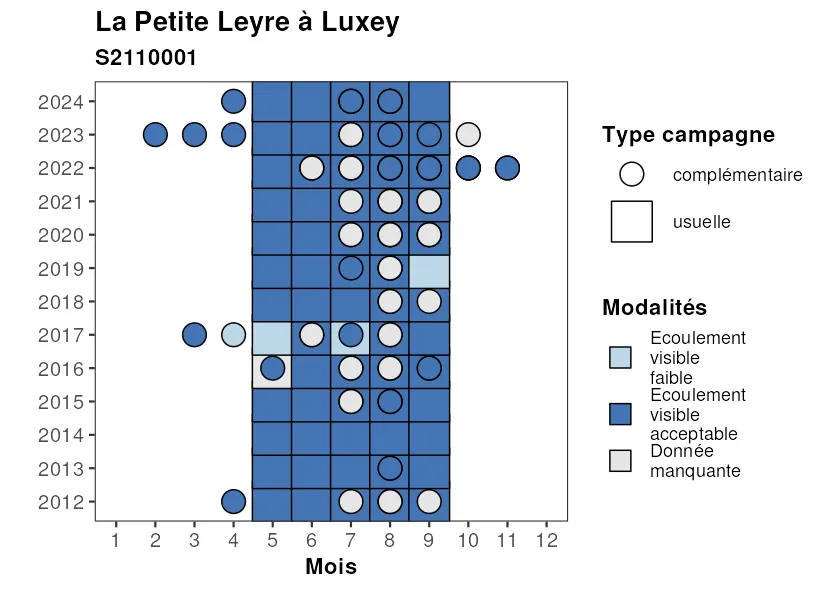 La Petite Leyre à Luxey
S2110001
2024
2023
2022
2021
2020
2019
2018
2017
2016
2015
2014
2013
2012
1 2 3 4 5 6 7 8 9 10 11 12
Mois
Type campagne
complémentaire
usuelle
Modalités
Ecoulement
visible
faible
Ecoulement
visible
acceptable
Donnée
manquante